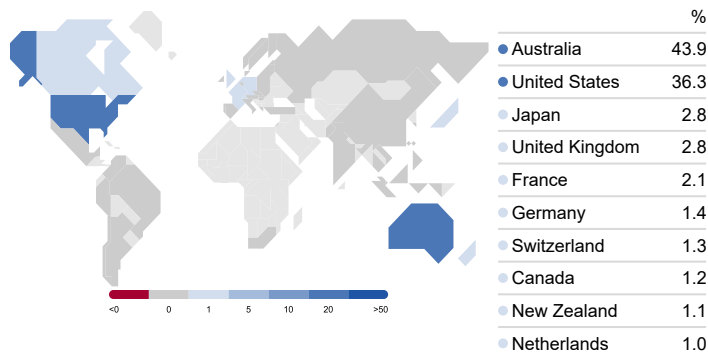 %
Australia 43.9
United States 36.3
Japan 2.8
United Kingdom 2.8
France 2.1
Germany 1.4
Switzerland 1.3
Canada 1.2
New Zealand 1.1
Netherlands 1.0
<0 0 1 5 10 20 >50